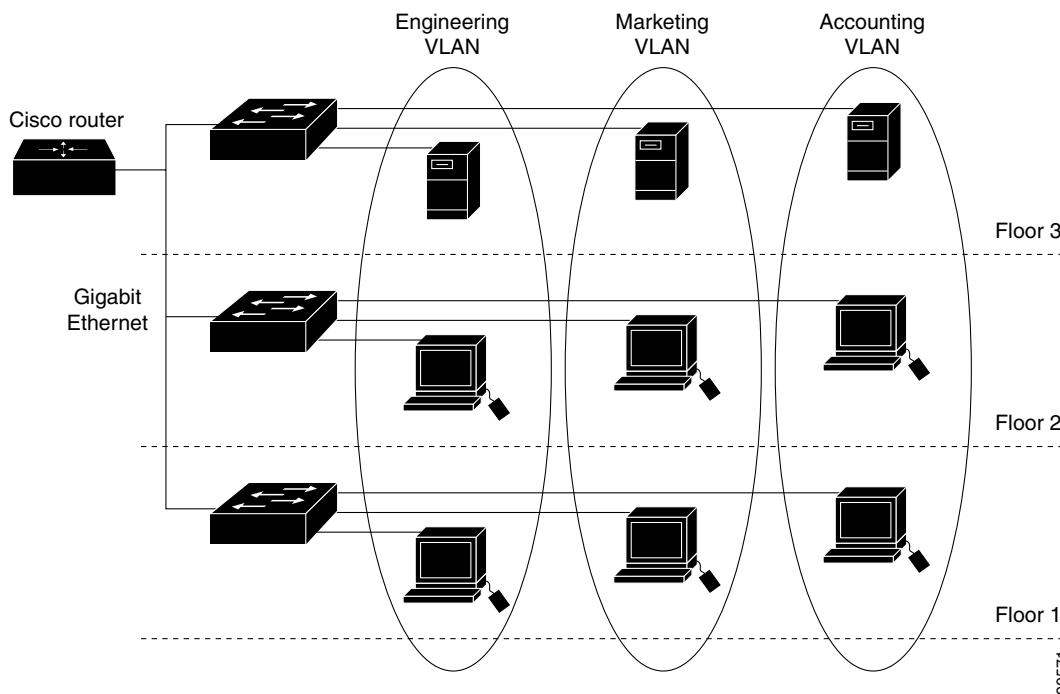 Engineering
VLAN
Marketing
VLAN
Accounting
VLAN
Cisco router
Floor 3
Gigabit
Ethernet
Floor 2
Floor 1